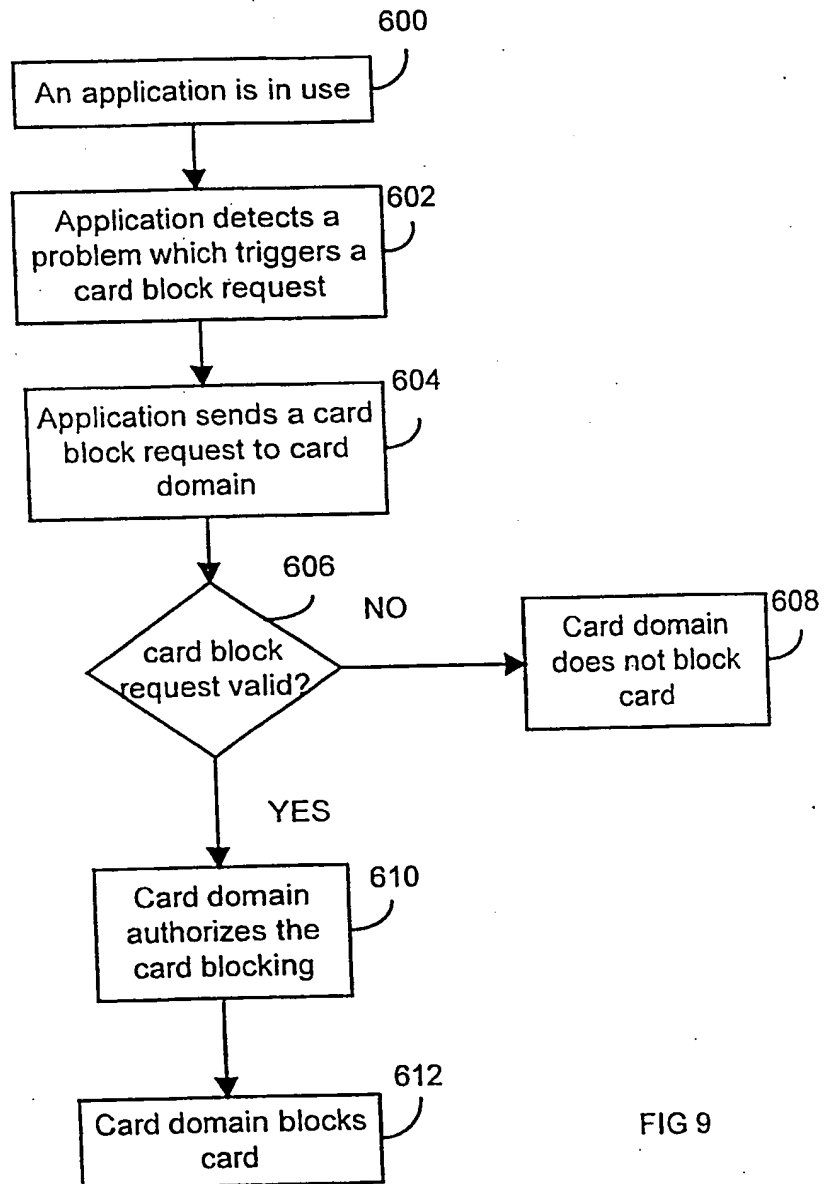 600
An application is in use
602
Application detects a
problem which triggers a
card block request
604
Application sends a card
block request to card
domain
606
card block
request valid?
NO
608
Card domain
does not block
card
YES
610
Card domain
authorizes the
card blocking
612
Card domain blocks
card
FIG 9